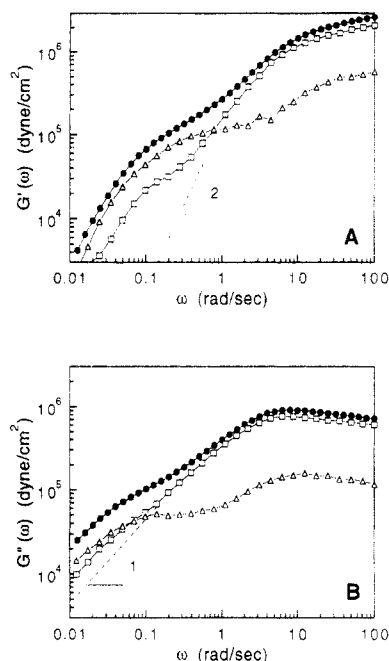 G'(ω) (dyne/cm²)
10⁶
10⁵
10⁴
2
A
0.01 0.1 1 10 100
ω (rad/sec)
G"(ω) (dyne/cm²)
10⁶
10⁵
10⁴
1
B
0.01 0.1 1 10 100
ω (rad/sec)